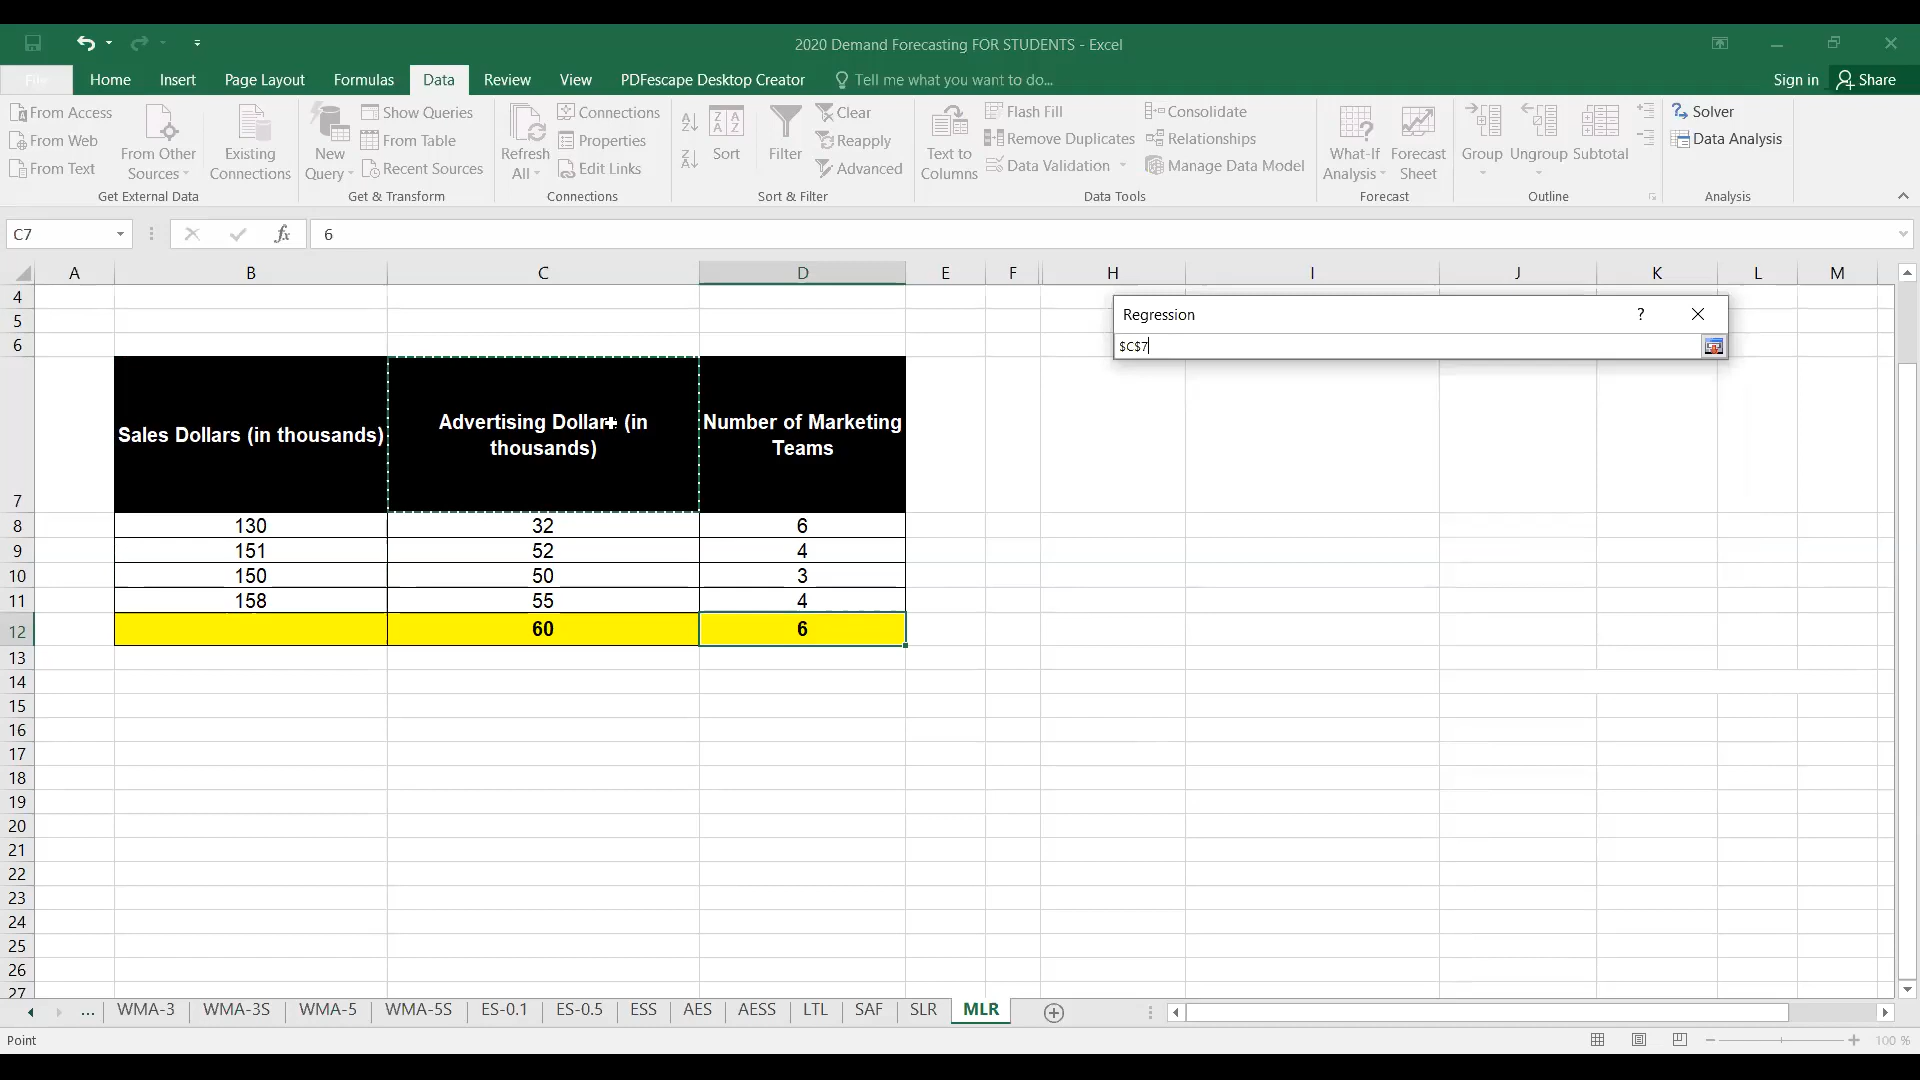 2020 Demand Forecasting FOR STUDENTS - Excel
File Home Insert Page Layout Formulas Data Review View PDFescape Desktop Creator Tell me what you want to do... Sign in Share
From Access
From Web
From Text
From Other
Sources
Existing
Connections
Get External Data
New
Query
Show Queries
From Table
Recent Sources
Get & Transform
Refresh
All
Connections
Properties
Edit Links
Connections
Sort
Filter
Clear
Reapply
Advanced
Sort & Filter
Text to
Columns
Flash Fill
Remove Duplicates
Data Validation
Consolidate
Relationships
Manage Data Model
Data Tools
What-If
Analysis
Forecast
Sheet
Forecast
Group
Ungroup
Subtotal
Outline
Solver
Data Analysis
Analysis
C7 fx 6
A B C D E F H I J K L M
4
5
6
Regression ?
$C$7
7
Sales Dollars (in thousands)
Advertising Dollars (in
thousands)
Number of Marketing
Teams
8 130 32 6
9 151 52 4
10 150 50 3
11 158 55 4
12 60 6
13
14
15
16
17
18
19
20
21
22
23
24
25
26
27
... WMA-3 WMA-3S WMA-5 WMA-5S ES-0.1 ES-0.5 ESS AES AESS LTL SAF SLR MLR
Point 100 %